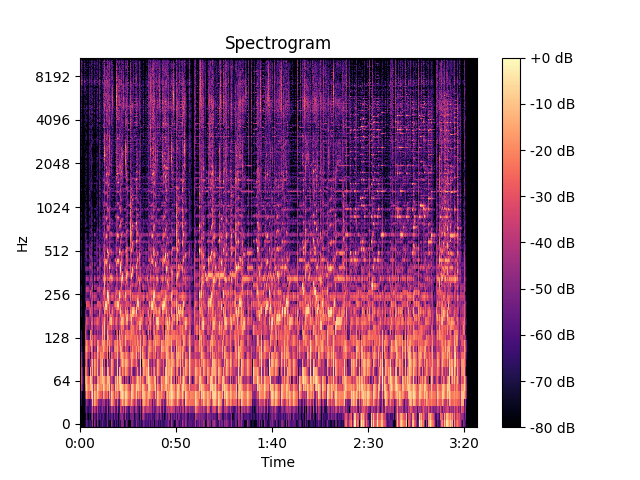 Spectrogram
8192
4096
2048
1024
512
256
128
64
0
Hz
0:00 0:50 1:40 2:30 3:20
Time
+0 dB
-10 dB
-20 dB
-30 dB
-40 dB
-50 dB
-60 dB
-70 dB
-80 dB